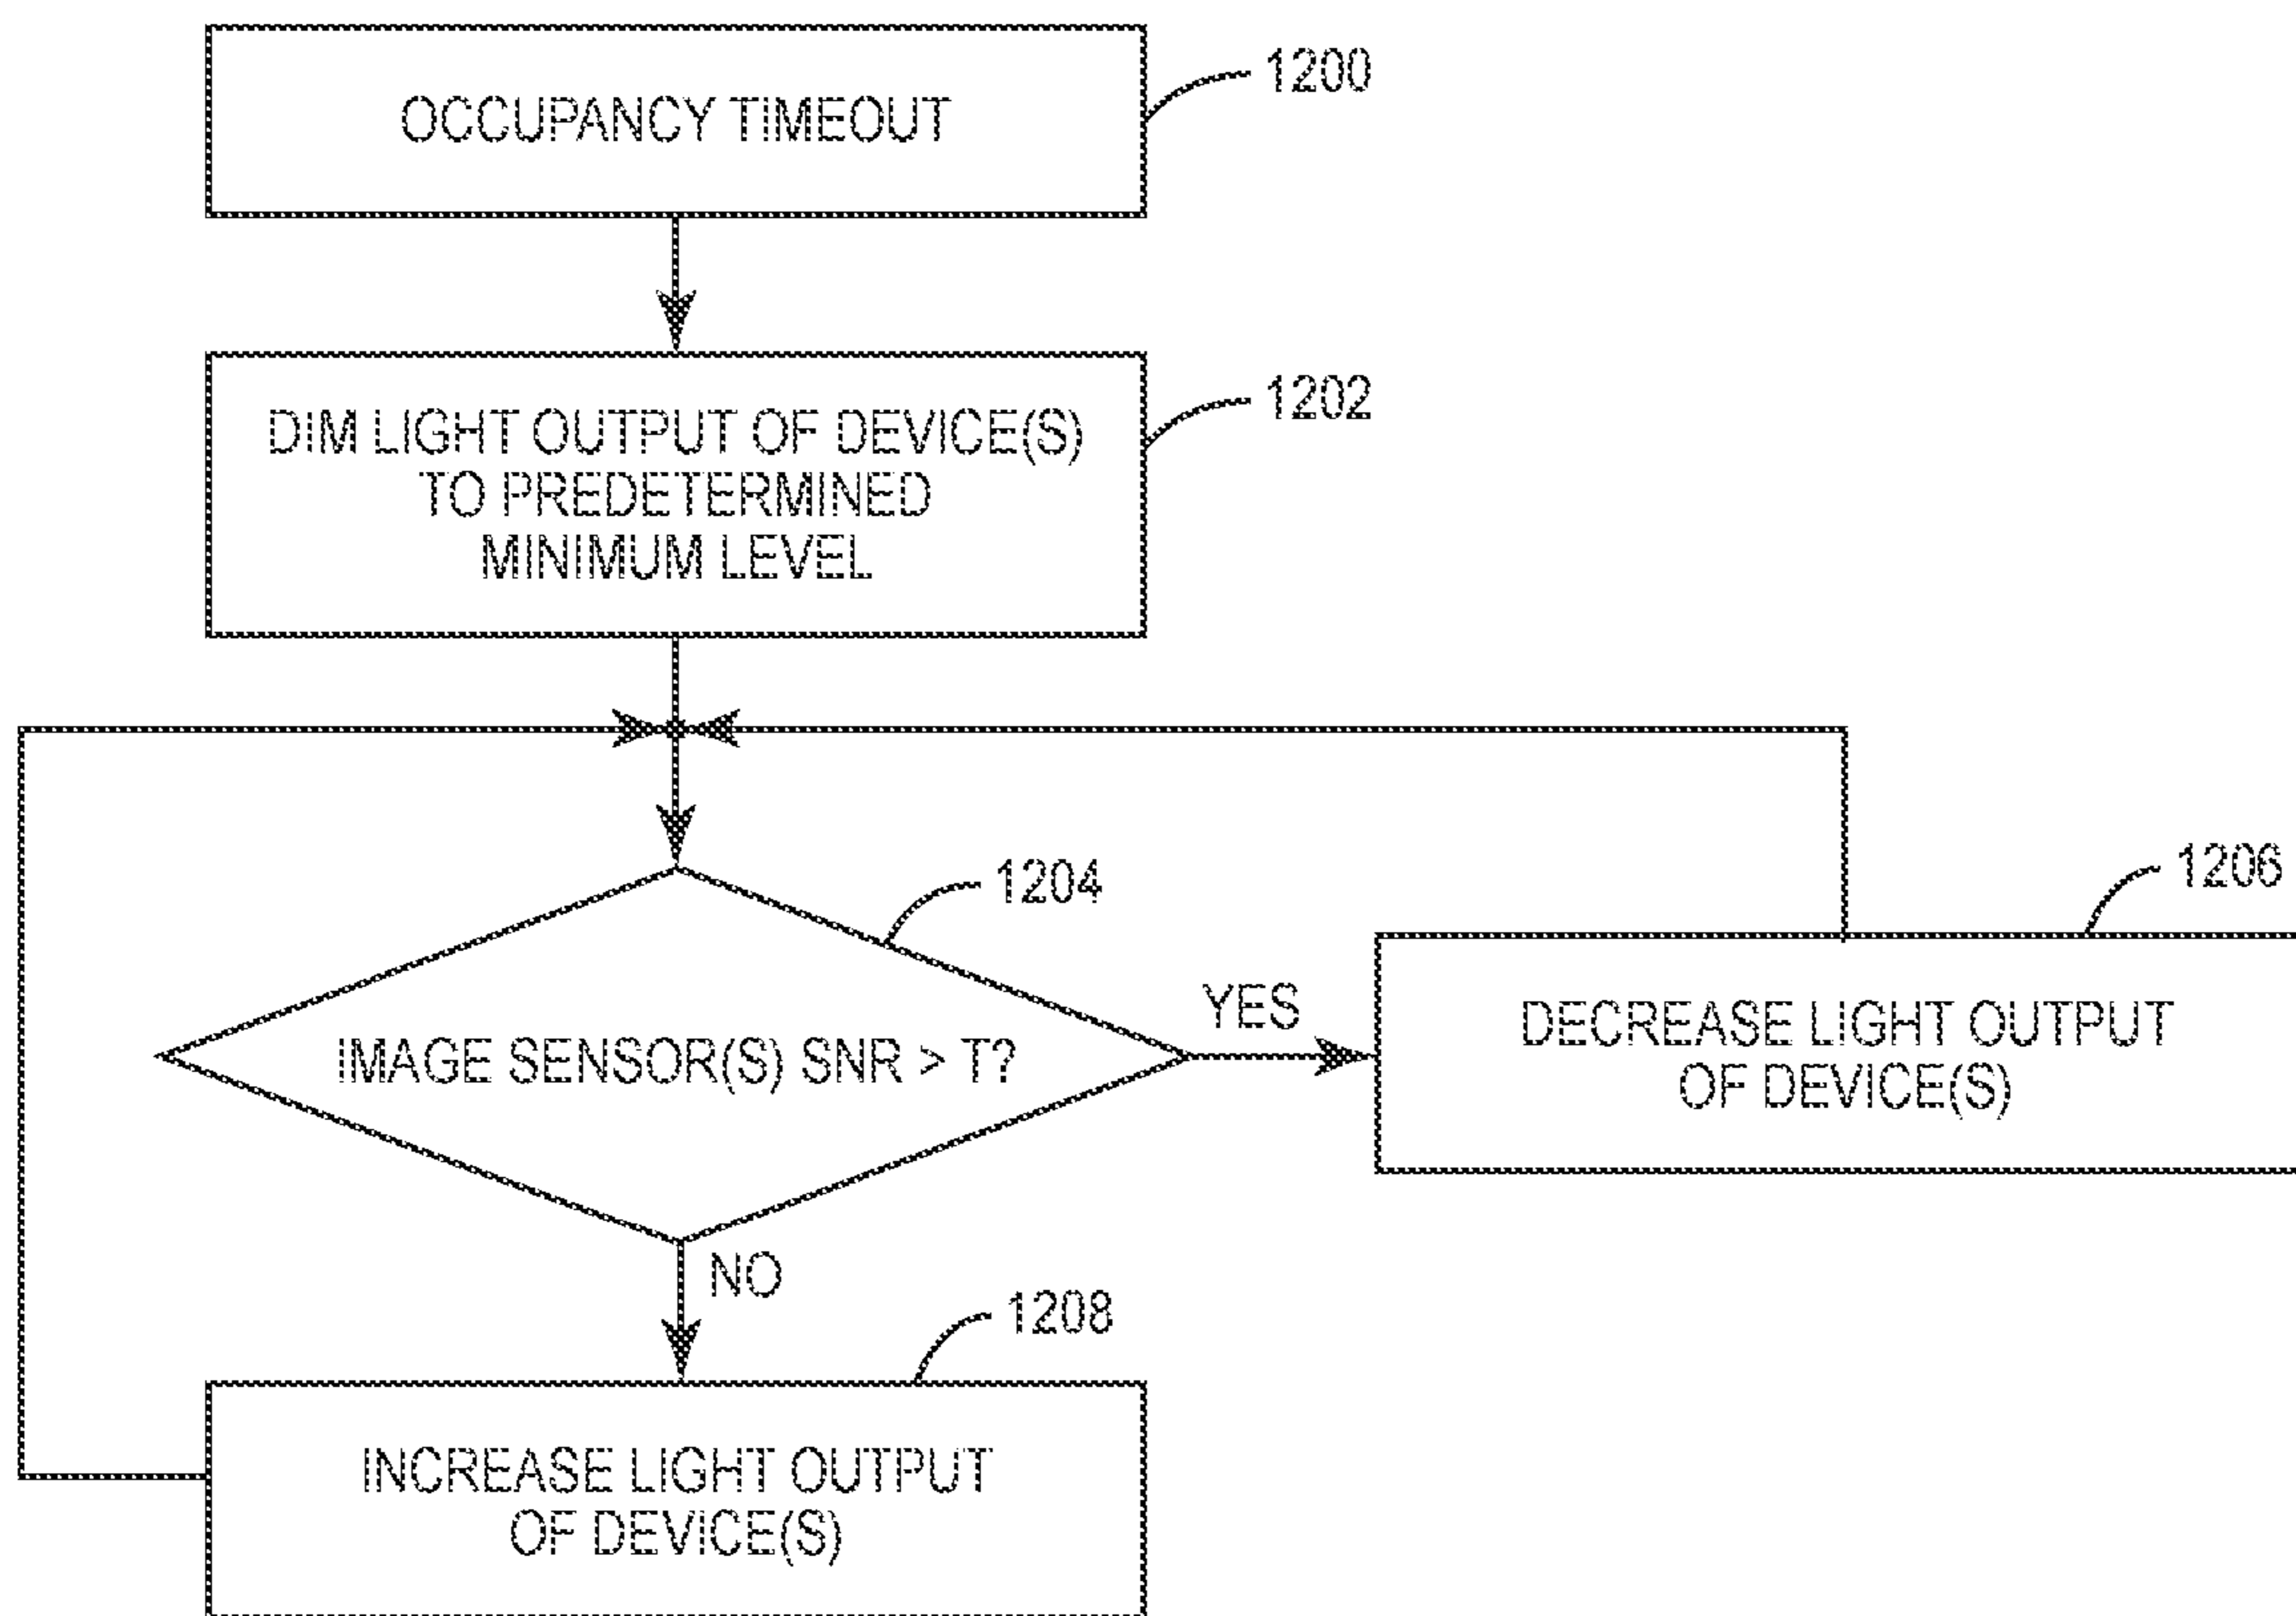 OCCUPANCY TIMEOUT
1200
DIM LIGHT OUTPUT OF DEVICE(S)
TO PREDETERMINED
MINIMUM LEVEL
1202
IMAGE SENSOR(S) SNR > T?
1204
YES
DECREASE LIGHT OUTPUT
OF DEVICE(S)
1206
NO
INCREASE LIGHT OUTPUT
OF DEVICE(S)
1208